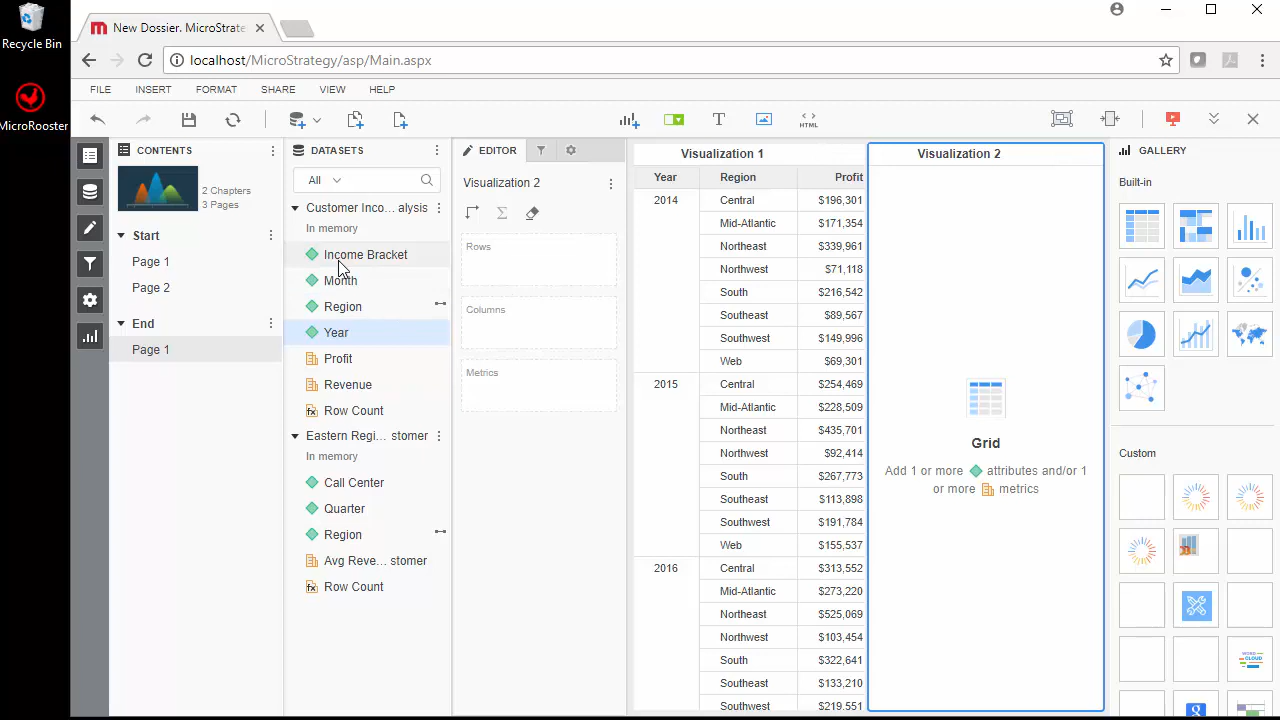 Recycle Bin
MicroRooster
New Dossier. MicroStrate
localhost/MicroStrategy/asp/Main.aspx
FILE INSERT FORMAT SHARE VIEW HELP
HTML
CONTENTS
2 Chapters
3 Pages
Start
Page 1
Page 2
End
Page 1
DATASETS
All
Customer Inco... alysis
In memory
Income Bracket
Month
Region
Year
Profit
Revenue
Row Count
Eastern Regi... stomer
In memory
Call Center
Quarter
Region
Avg Reve... stomer
Row Count
EDITOR
Visualization 2
Rows
Columns
Metrics
Visualization 1
Year Region Profit
2014 Central $196,301
Mid-Atlantic $171,354
Northeast $339,961
Northwest $71,118
South $216,542
Southeast $89,567
Southwest $149,996
Web $69,301
2015 Central $254,469
Mid-Atlantic $228,509
Northeast $435,701
Northwest $92,414
South $267,773
Southeast $113,898
Southwest $191,784
Web $155,537
2016 Central $313,552
Mid-Atlantic $273,220
Northeast $525,069
Northwest $103,454
South $322,641
Southeast $133,210
Southwest $219,551
Visualization 2
Grid
Add 1 or more attributes and/or 1
or more metrics
GALLERY
Built-in
Custom
WORD
CLOUD